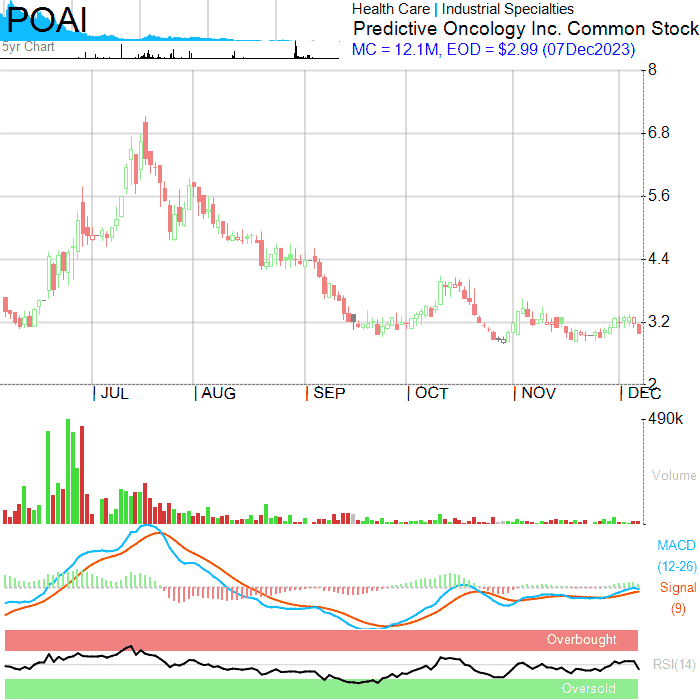 POAI
5yr Chart
Health Care | Industrial Specialties
Predictive Oncology Inc. Common Stock
MC = 12.1M, EOD = $2.99 (07Dec2023)
8
6.8
5.6
4.4
3.2
2
JUL AUG SEP OCT NOV DEC
490k
Volume
MACD
(12-26)
Signal
(9)
Overbought
RSI(14)
Oversold